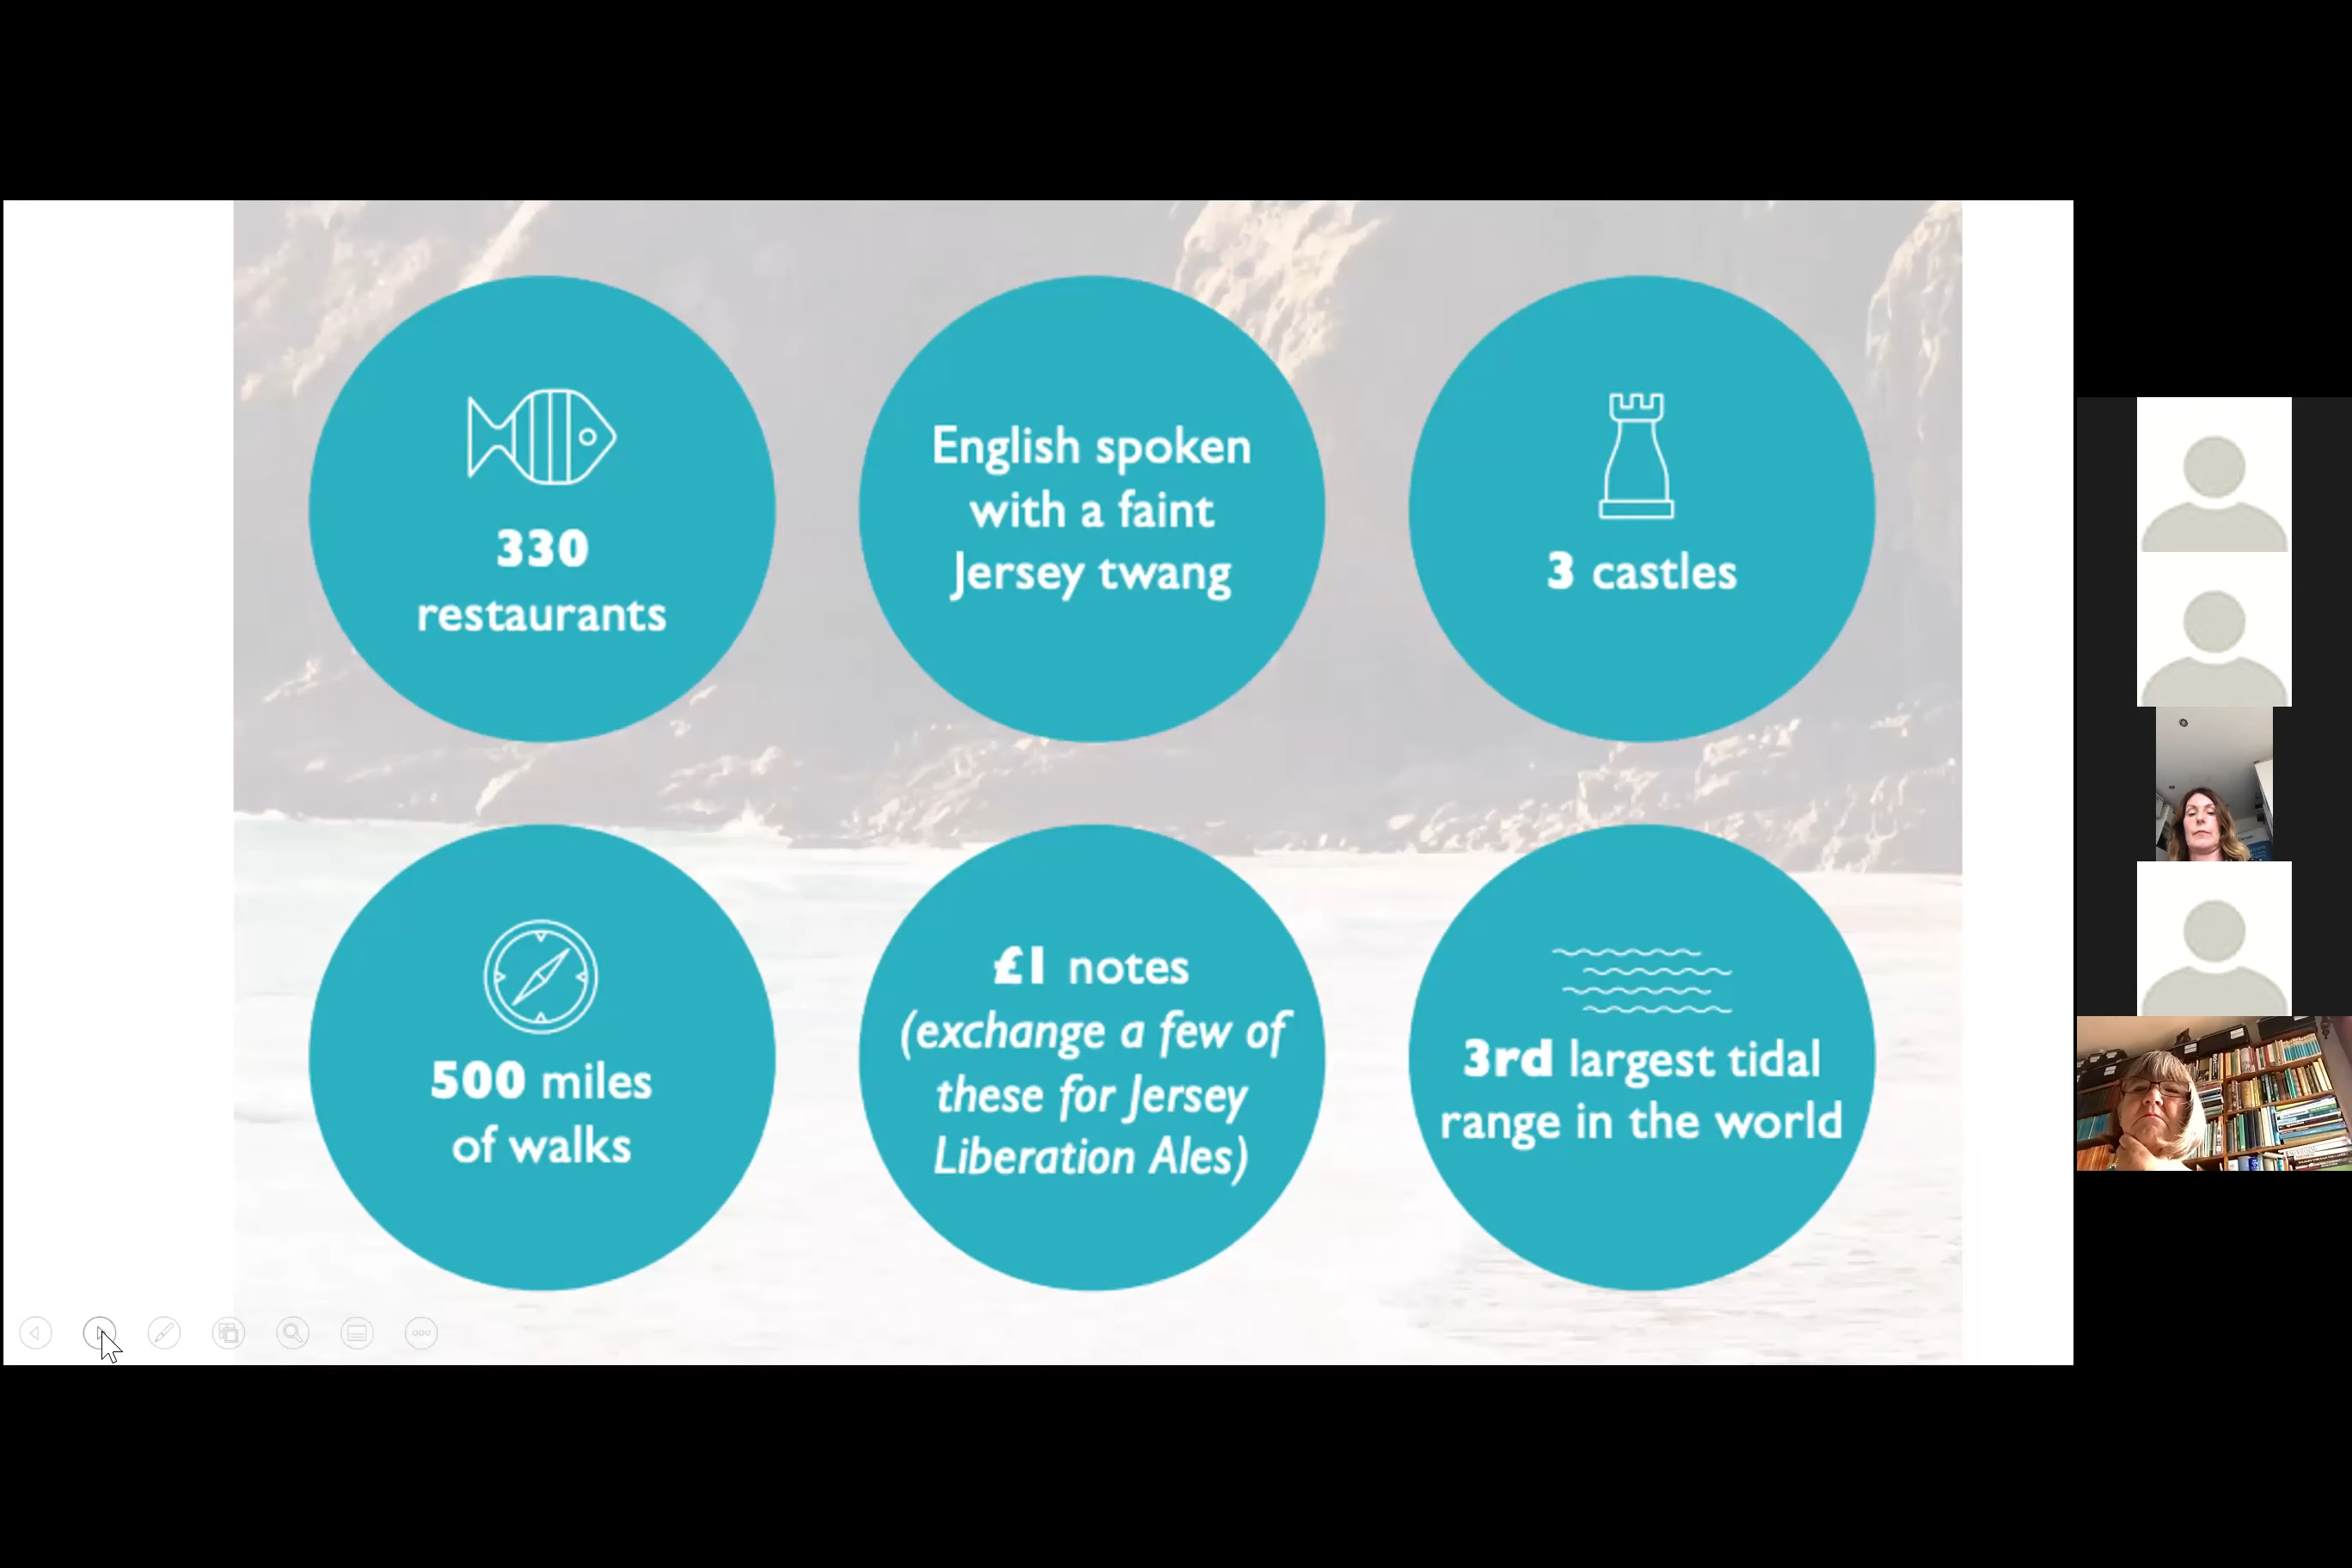 330
restaurants
English spoken
with a faint
Jersey twang
3 castles
500 miles
of walks
£1 notes
(exchange a few of
these for Jersey
Liberation Ales)
3rd largest tidal
range in the world